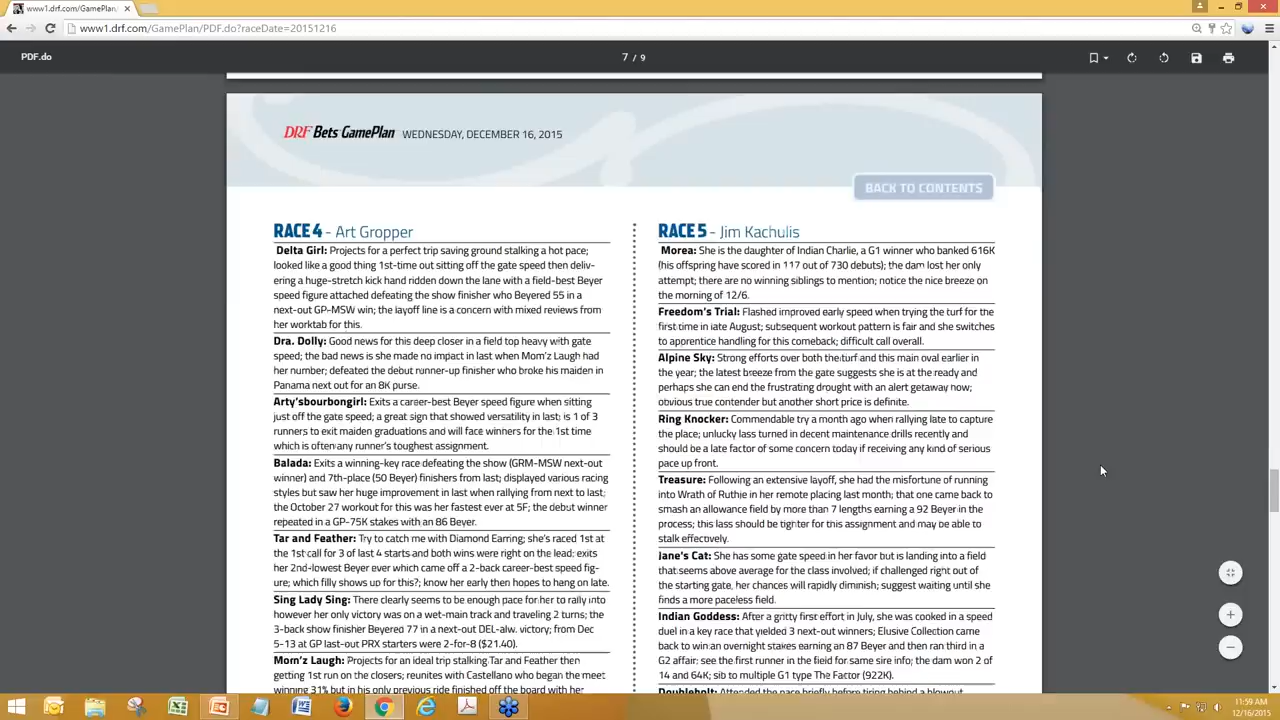 www1.drf.com/GamePlan/PDF
www1.drf.com/GamePlan/PDF.do?raceDate=20151216
PDF.do
7 / 9
DRF Bets GamePlan WEDNESDAY, DECEMBER 16, 2015
BACK TO CONTENTS
RACE 4 - Art Gropper
Delta Girl: Projects for a perfect trip saving ground stalking a hot pace;
looked like a good thing 1st-time out sitting off the gate speed then deliv-
ering a huge-stretch kick hand ridden down the lane with a field-best Beyer
speed figure attached defeating the show finisher who Beyered 55 in a
next-out GP-MSW win; the layoff line is a concern with mixed reviews from
her worktab for this.
Dra. Dolly: Good news for this deep closer in a field top heavy with gate
speed; the bad news is she made no impact in last when Mom'z Laugh had
her number; defeated the debut runner-up finisher who broke his maiden in
Panama next out for an 8K purse.
Arty'sbourbongirl: Exits a career-best Beyer speed figure when sitting
just off the gate speed; a great sign that showed versatility in last; is 1 of 3
runners to exit maiden graduations and will face winners for the 1st time
which is often any runner's toughest assignment.
Balada: Exits a winning-key race defeating the show (GRM-MSW next-out
winner) and 7th-place (50 Beyer) finishers from last; displayed various racing
styles but saw her huge improvement in last when rallying from next to last;
the October 27 workout for this was her fastest ever at 5F; the debut winner
repeated in a GP-75K stakes with an 86 Beyer.
Tar and Feather: Try to catch me with Diamond Earring; she's raced 1st at
the 1st call for 3 of last 4 starts and both wins were right on the lead; exits
her 2nd-lowest Beyer ever which came off a 2-back career-best speed fig-
ure; which filly shows up for this?; know her early then hopes to hang on late.
Sing Lady Sing: There clearly seems to be enough pace for her to rally into
however her only victory was on a wet-main track and traveling 2 turns; the
3-back show finisher Beyered 77 in a next-out DEL-alw. victory; from Dec
5-13 at GP last-out PRX starters were 2-for-8 ($21.40).
Mom'z Laugh: Projects for an ideal trip stalking Tar and Feather then
getting 1st run on the closers; reunites with Castellano who began the meet
winning 31% but in his only previous ride finished off the board with her
RACE 5 - Jim Kachulis
Morea: She is the daughter of Indian Charlie, a G1 winner who banked 616K
(his offspring have scored in 117 out of 730 debuts); the dam lost her only
attempt; there are no winning siblings to mention; notice the nice breeze on
the morning of 12/6.
Freedom's Trial: Flashed improved early speed when trying the turf for the
first time in late August; subsequent workout pattern is fair and she switches
to apprentice handling for this comeback; difficult call overall.
Alpine Sky: Strong efforts over both the turf and this main oval earlier in
the year; the latest breeze from the gate suggests she is at the ready and
perhaps she can end the frustrating drought with an alert getaway now;
obvious true contender but another short price is definite.
Ring Knocker: Commendable try a month ago when rallying late to capture
the place; unlucky lass turned in decent maintenance drills recently and
should be a late factor of some concern today if receiving any kind of serious
pace up front.
Treasure: Following an extensive layoff, she had the misfortune of running
into Wrath of Ruthie in her remote placing last month; that one came back to
smash an allowance field by more than 7 lengths earning a 92 Beyer in the
process; this lass should be tighter for this assignment and may be able to
stalk effectively.
Jane's Cat: She has some gate speed in her favor but is landing into a field
that seems above average for the class involved; if challenged right out of
the starting gate, her chances will rapidly diminish; suggest waiting until she
finds a more paceless field.
Indian Goddess: After a gritty first effort in July, she was cooked in a speed
duel in a key race that yielded 3 next-out winners; Elusive Collection came
back to win an overnight stakes earning an 87 Beyer and then ran third in a
G2 affair; see the first runner in the field for same sire info; the dam won 2 of
14 and 64K; sib to multiple G1 type The Factor (922K).
Doublebolt: Attended the pace briefly before tiring behind a blowout
11:59 AM
12/16/2015